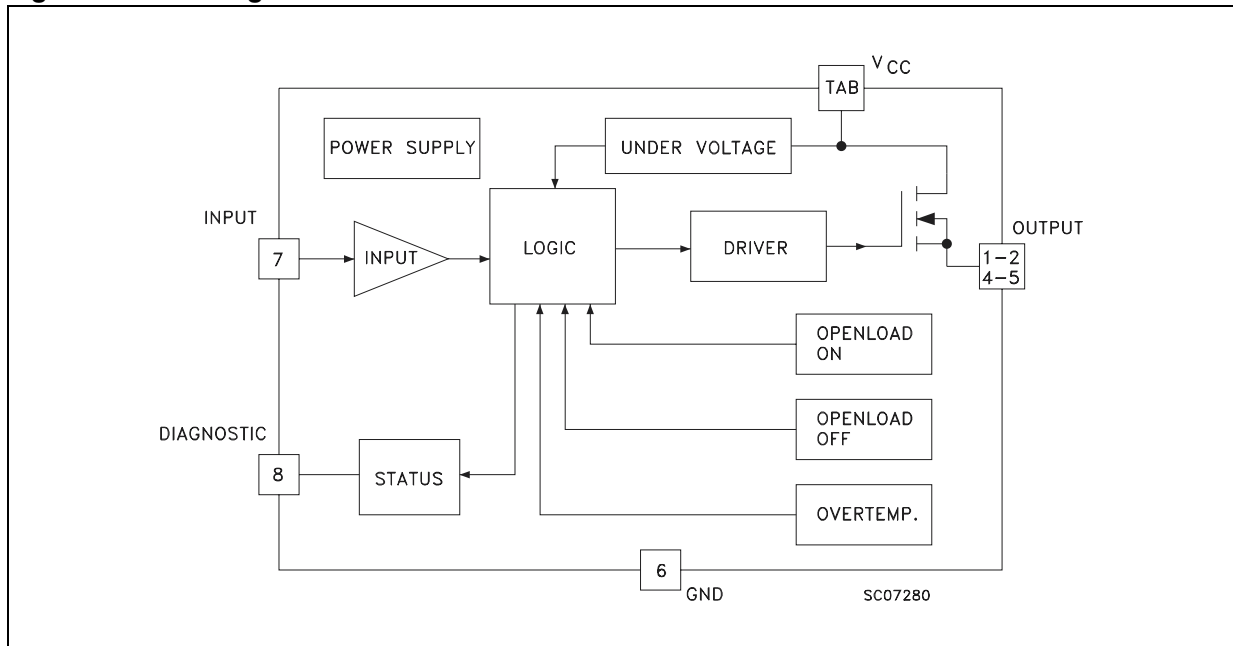 V CC
TAB
POWER SUPPLY
UNDER VOLTAGE
INPUT
7
INPUT
LOGIC
DRIVER
OUTPUT
1-2
4-5
OPENLOAD
ON
OPENLOAD
OFF
DIAGNOSTIC
8
STATUS
OVERTEMP.
6
GND
SC07280